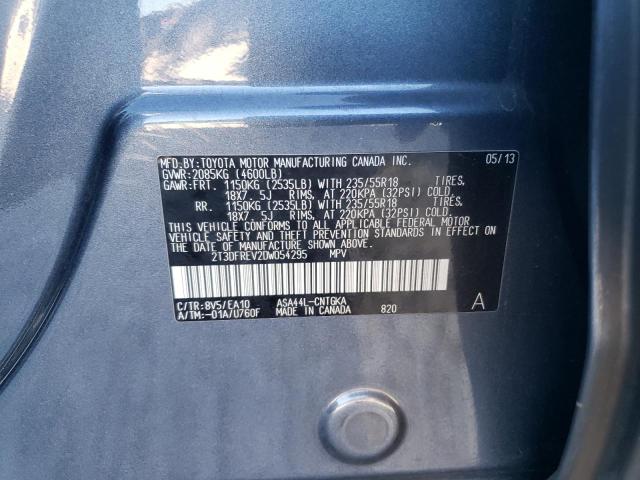 MFD.BY:TOYOTA MOTOR MANUFACTURING CANADA INC. 05/13
GVWR:2085KG (4600LB)
GAWR:FRT. 1150KG (2535LB) WITH 235/55R18 TIRES,
18X7.5J RIMS, AT 220KPA (32PSI) COLD
RR. 1150KG (2535LB) WITH 235/55R18 TIRES,
18X7.5J RIMS, AT 220KPA (32PSI) COLD
THIS VEHICLE CONFORMS TO ALL APPLICABLE FEDERAL MOTOR
VEHICLE SAFETY AND THEFT PREVENTION STANDARDS IN EFFECT ON
THE DATE OF MANUFACTURE SHOWN ABOVE.
2T3DFREV2DW054295 MPV
C/TR:8V5/EA10 ASA44L-CNTGKA A
A/TM:-01A/U760F MADE IN CANADA 820